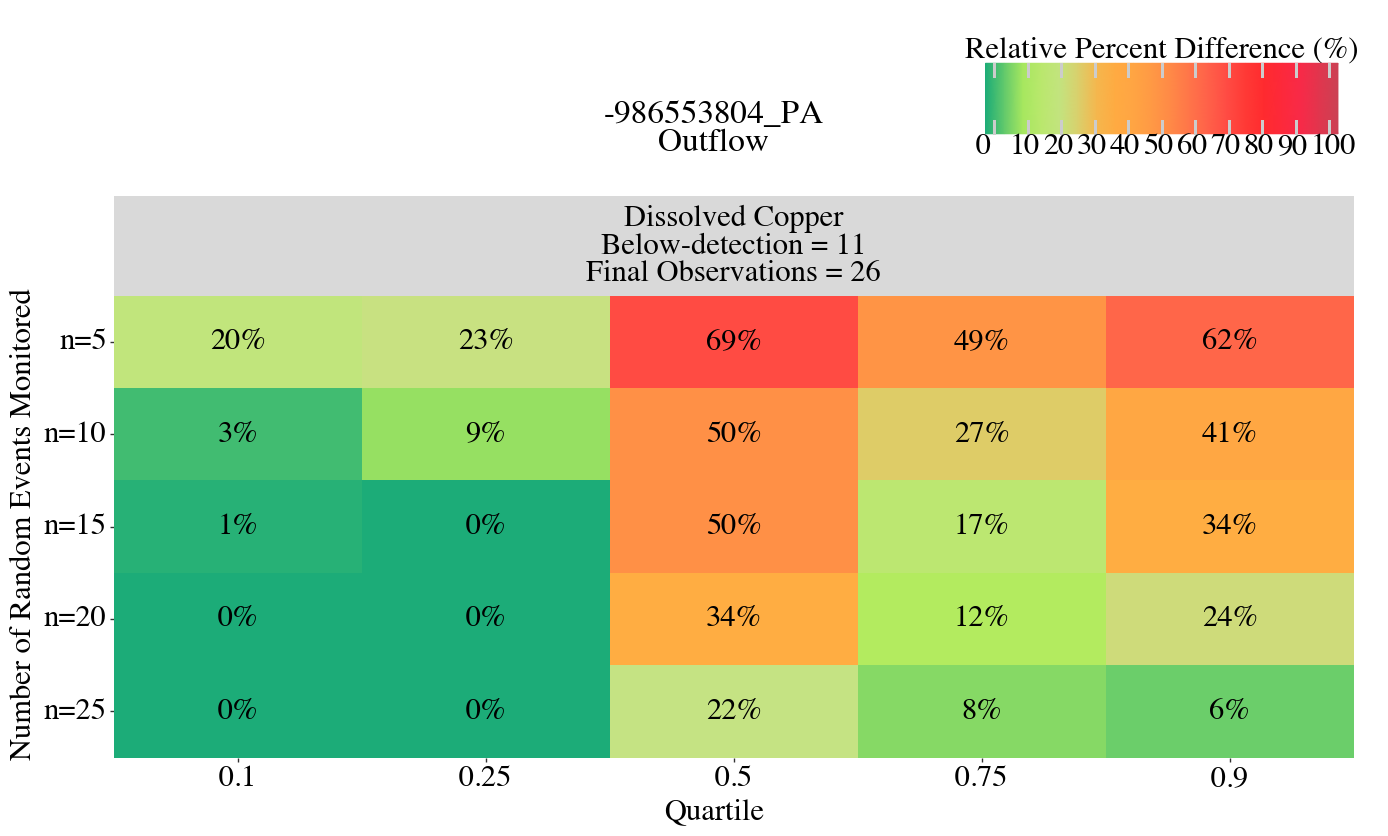 Relative Percent Difference (%)
0 10 20 30 40 50 60 70 80 90 100
-986553804_PA
Outflow
Dissolved Copper
Below-detection = 11
Final Observations = 26
Number of Random Events Monitored
n=5 20% 23% 69% 49% 62%
n=10 3% 9% 50% 27% 41%
n=15 1% 0% 50% 17% 34%
n=20 0% 0% 34% 12% 24%
n=25 0% 0% 22% 8% 6%
0.1 0.25 0.5 0.75 0.9
Quartile